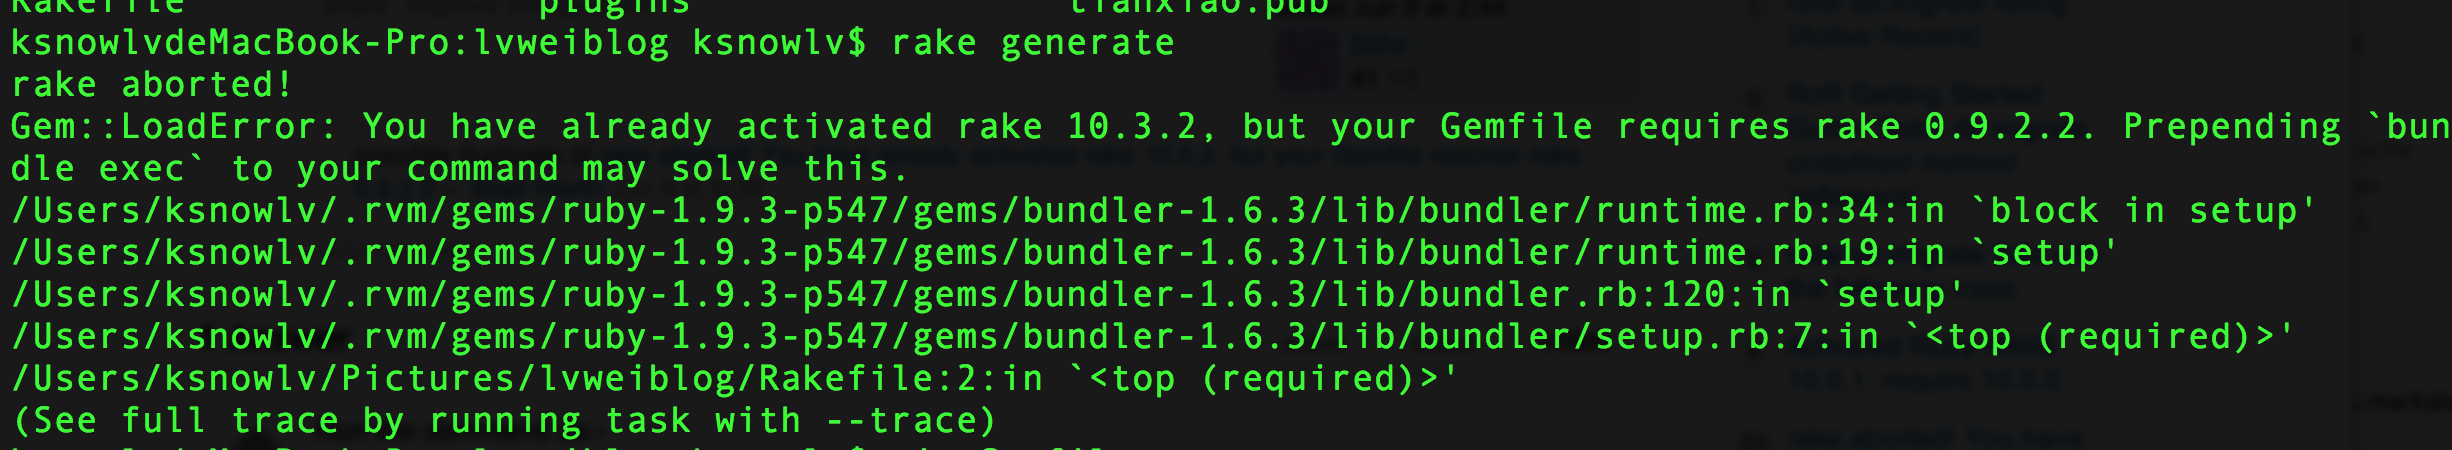 Rakefile plugins tianxiao.pub
ksnowlvdeMacBook-Pro:lvweiblog ksnowlv$ rake generate
rake aborted!
Gem::LoadError: You have already activated rake 10.3.2, but your Gemfile requires rake 0.9.2.2. Prepending `bun
dle exec` to your command may solve this.
/Users/ksnowlv/.rvm/gems/ruby-1.9.3-p547/gems/bundler-1.6.3/lib/bundler/runtime.rb:34:in `block in setup'
/Users/ksnowlv/.rvm/gems/ruby-1.9.3-p547/gems/bundler-1.6.3/lib/bundler/runtime.rb:19:in `setup'
/Users/ksnowlv/.rvm/gems/ruby-1.9.3-p547/gems/bundler-1.6.3/lib/bundler.rb:120:in `setup'
/Users/ksnowlv/.rvm/gems/ruby-1.9.3-p547/gems/bundler-1.6.3/lib/bundler/setup.rb:7:in `<top (required)>'
/Users/ksnowlv/Pictures/lvweiblog/Rakefile:2:in `<top (required)>'
(See full trace by running task with --trace)